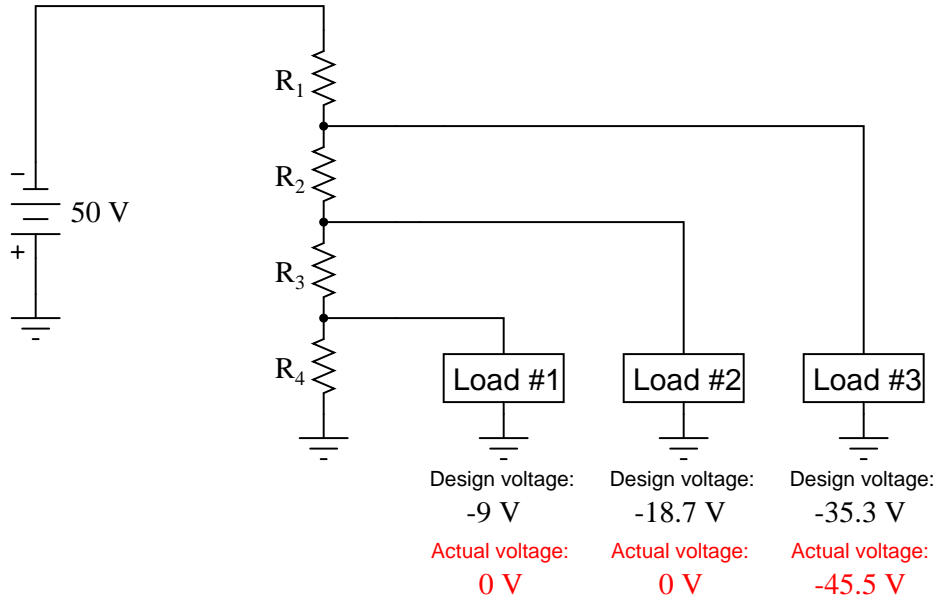 R1
−
R2
50 V
+
R3
R4
Load #1 Load #2 Load #3
Design voltage: Design voltage: Design voltage:
-9 V -18.7 V -35.3 V
Actual voltage: Actual voltage: Actual voltage:
0 V 0 V -45.5 V